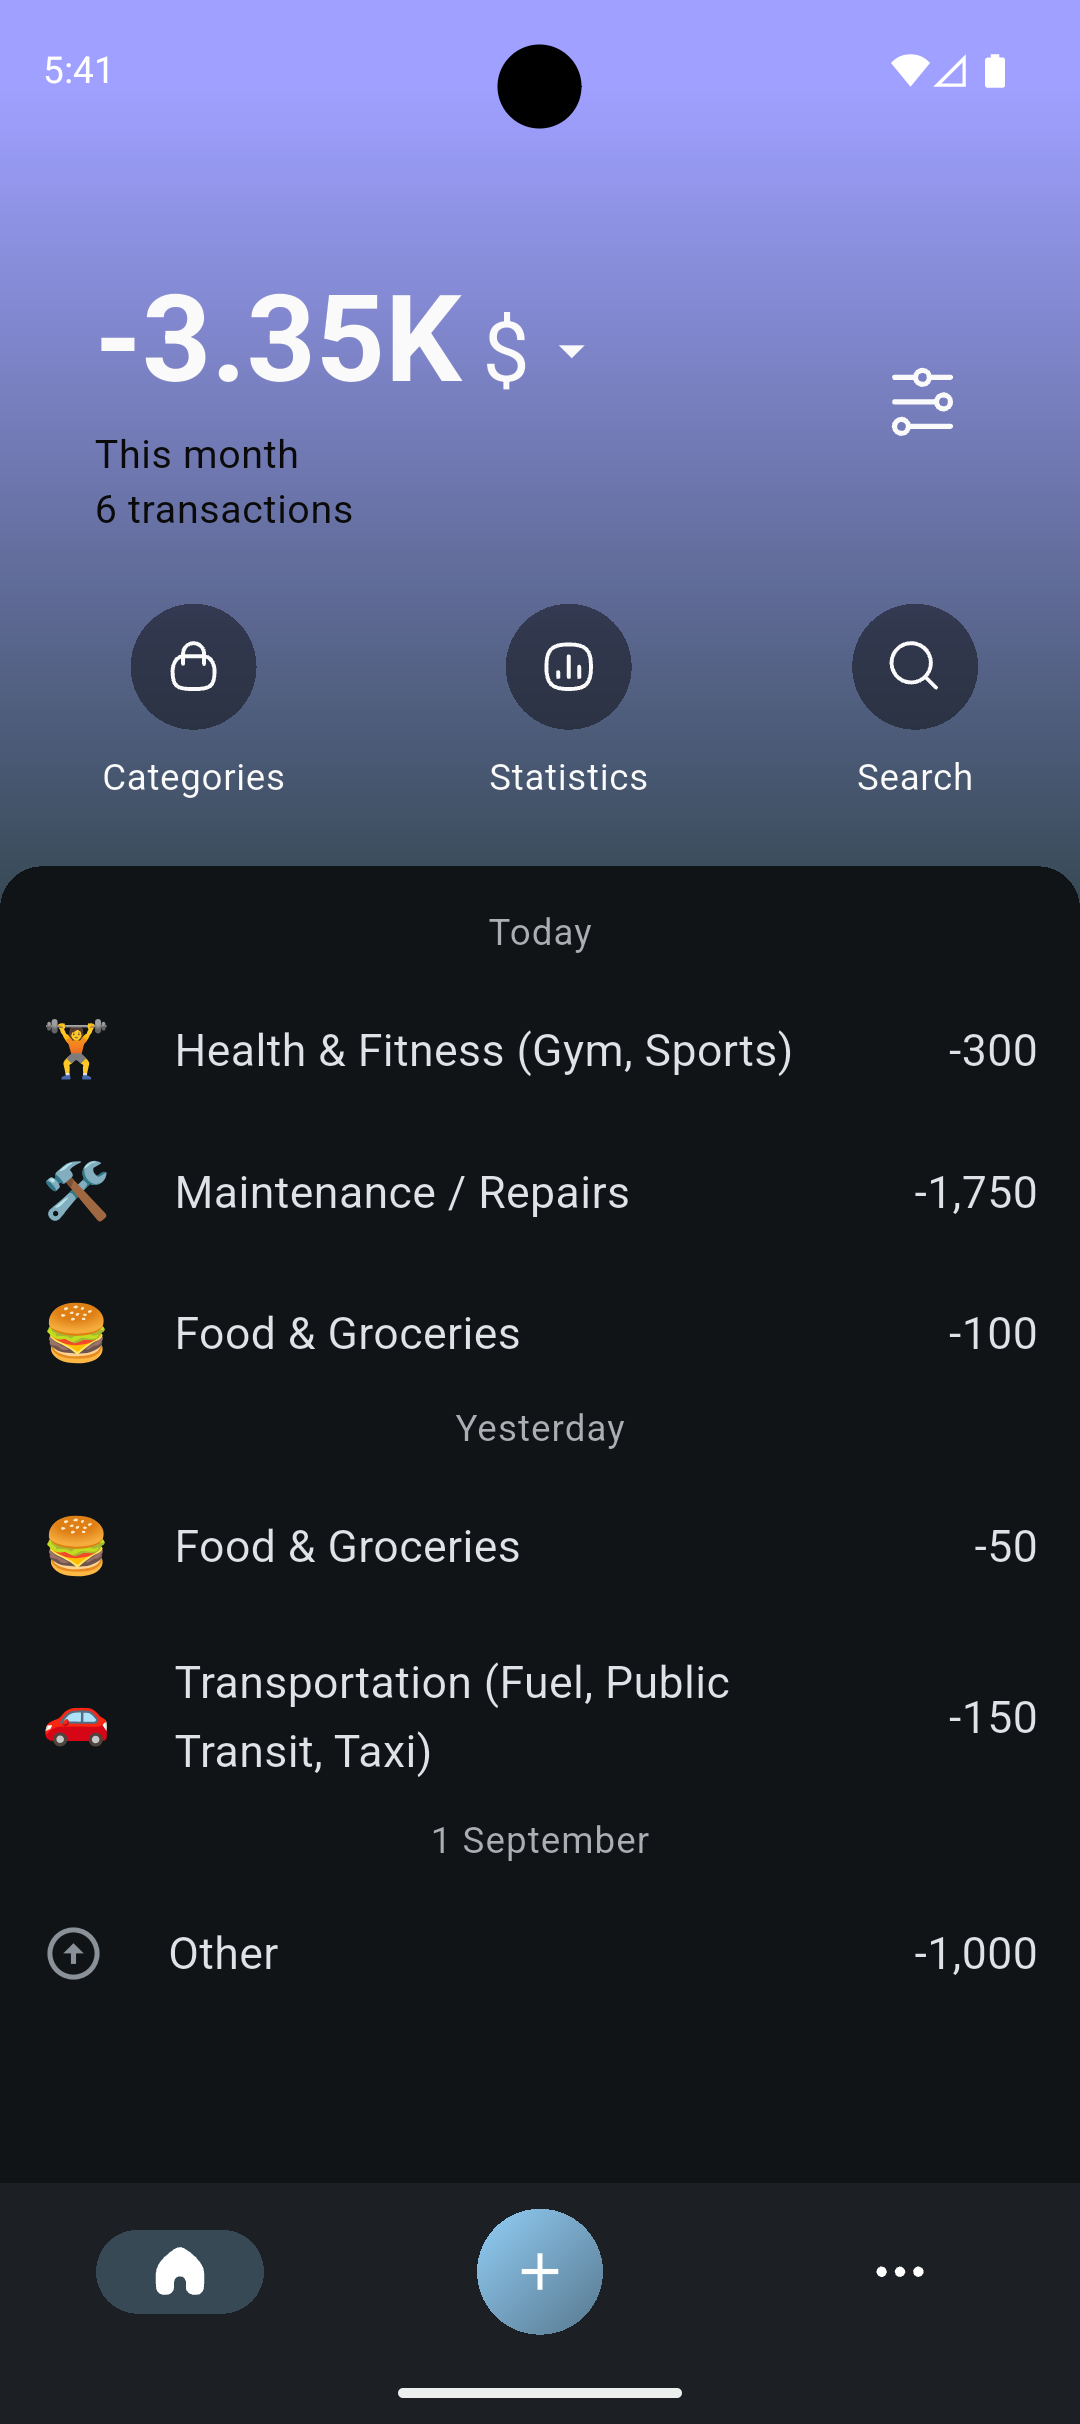 5:41
-3.35K $
This month
6 transactions
Categories
Statistics
Search
Today
Health & Fitness (Gym, Sports) -300
Maintenance / Repairs -1,750
Food & Groceries -100
Yesterday
Food & Groceries -50
Transportation (Fuel, Public
Transit, Taxi) -150
1 September
Other -1,000